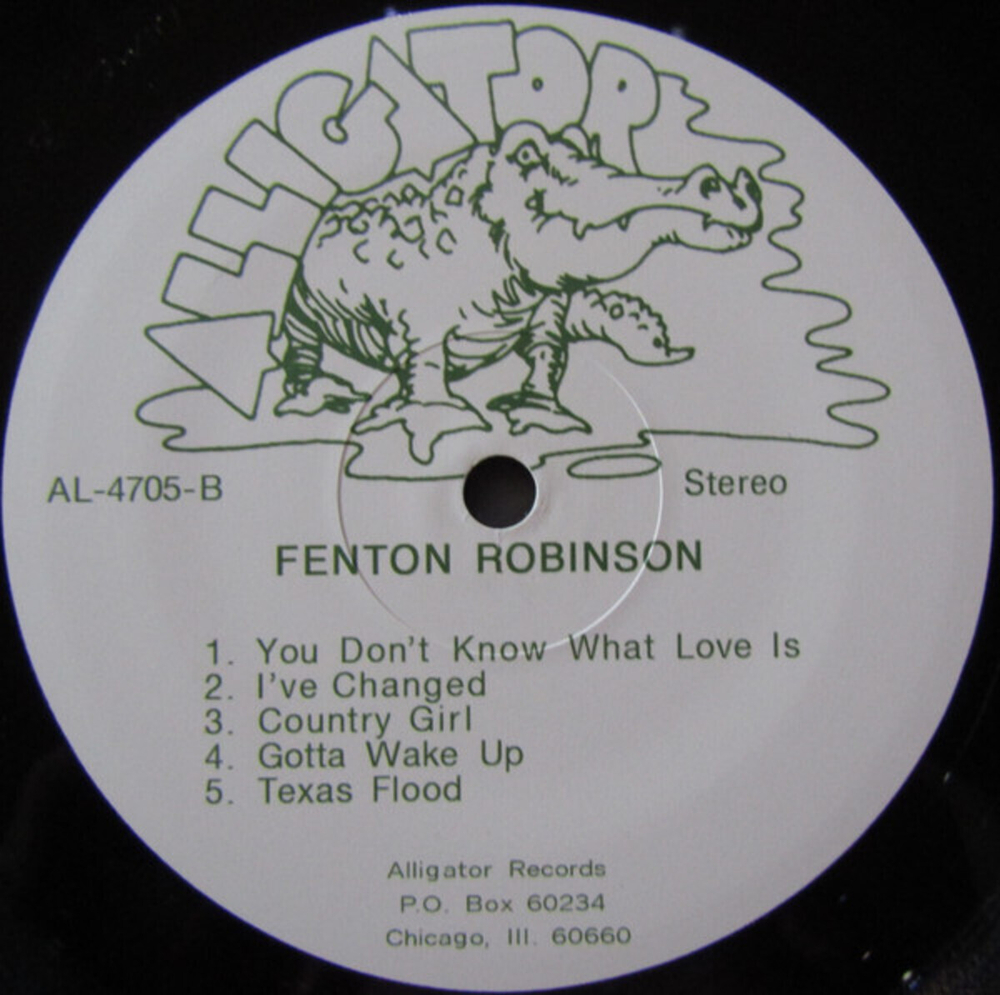 ALLIGATOR
AL-4705-B
Stereo
FENTON ROBINSON
1. You Don't Know What Love Is
2. I've Changed
3. Country Girl
4. Gotta Wake Up
5. Texas Flood
Alligator Records
P.O. Box 60234
Chicago, Ill. 60660